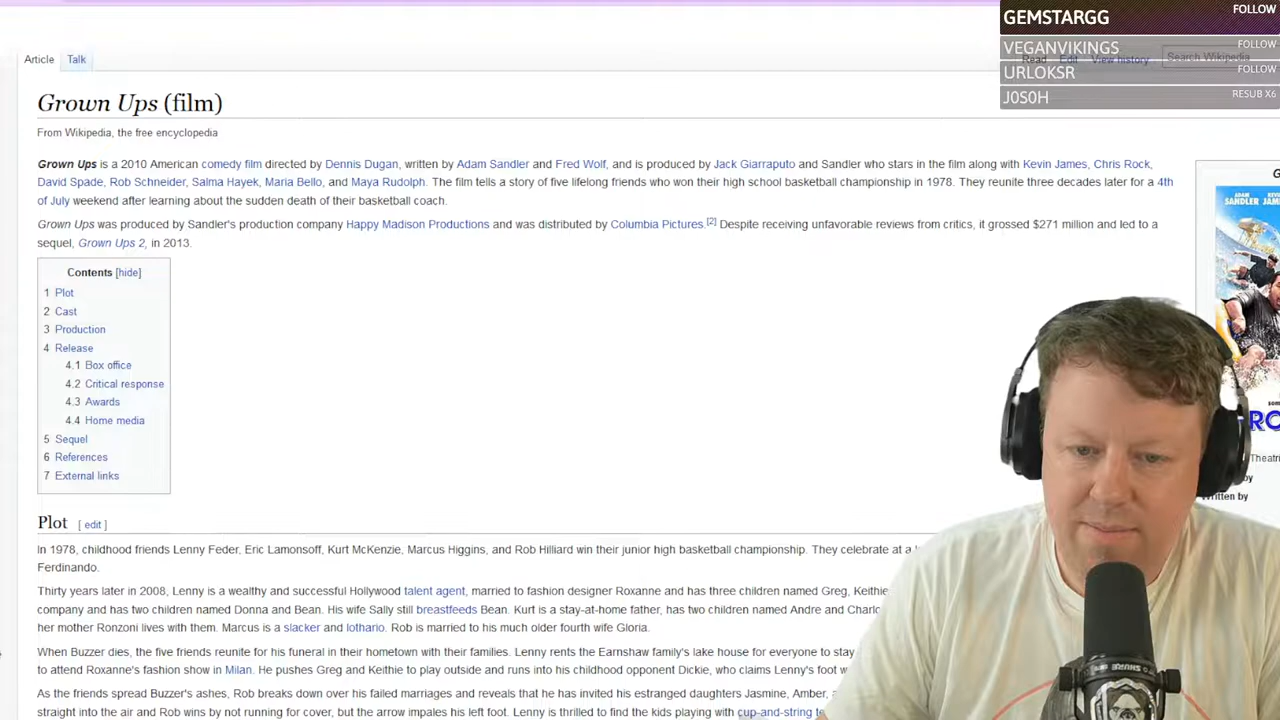 GEMSTARGG FOLLOW
VEGANVIKINGS FOLLOW
URLOKSR FOLLOW
J0S0H RESUB X6
Article Talk Read Edit View history Search Wikipedia
Grown Ups (film)
From Wikipedia, the free encyclopedia
Grown Ups is a 2010 American comedy film directed by Dennis Dugan, written by Adam Sandler and Fred Wolf, and is produced by Jack Giarraputo and Sandler who stars in the film along with Kevin James, Chris Rock,
David Spade, Rob Schneider, Salma Hayek, Maria Bello, and Maya Rudolph. The film tells a story of five lifelong friends who won their high school basketball championship in 1978. They reunite three decades later for a 4th
of July weekend after learning about the sudden death of their basketball coach.
Grown Ups was produced by Sandler's production company Happy Madison Productions and was distributed by Columbia Pictures.[2] Despite receiving unfavorable reviews from critics, it grossed $271 million and led to a
sequel, Grown Ups 2, in 2013.
G
ADAM
SANDLER KEVIN
Contents [hide]
1 Plot
2 Cast
3 Production
4 Release
4.1 Box office
4.2 Critical response
4.3 Awards
4.4 Home media
5 Sequel
6 References
7 External links
Theatri
by
Written by
Plot [ edit ]
In 1978, childhood friends Lenny Feder, Eric Lamonsoff, Kurt McKenzie, Marcus Higgins, and Rob Hilliard win their junior high basketball championship. They celebrate at a
Ferdinando.
Thirty years later in 2008, Lenny is a wealthy and successful Hollywood talent agent, married to fashion designer Roxanne and has three children named Greg, Keithie
company and has two children named Donna and Bean. His wife Sally still breastfeeds Bean. Kurt is a stay-at-home father, has two children named Andre and Charlo
her mother Ronzoni lives with them. Marcus is a slacker and lothario. Rob is married to his much older fourth wife Gloria.
When Buzzer dies, the five friends reunite for his funeral in their hometown with their families. Lenny rents the Earnshaw family's lake house for everyone to stay
to attend Roxanne's fashion show in Milan. He pushes Greg and Keithie to play outside and runs into his childhood opponent Dickie, who claims Lenny's foot w
As the friends spread Buzzer's ashes, Rob breaks down over his failed marriages and reveals that he has invited his estranged daughters Jasmine, Amber,
straight into the air and Rob wins by not running for cover, but the arrow impales his left foot. Lenny is thrilled to find the kids playing with cup-and-string te